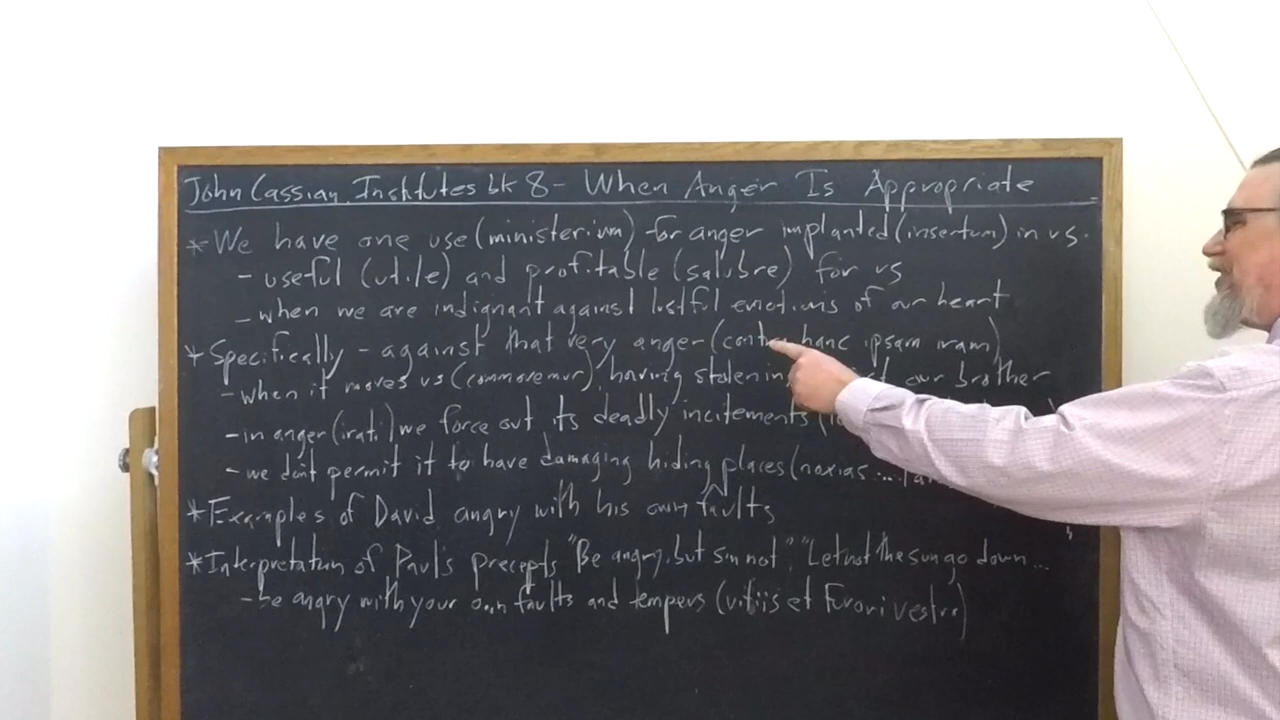 John Cassian, Institutes bk 8 - When Anger Is Appropriate
* We have one use (ministerium) for anger implanted (insertum) in us.
- useful (utile) and profitable (salubre) for us
- when we are indignant against lustful emotions of our heart
* Specifically - against that very anger (contra hanc ipsam iram)
- when it moves us (commovemur), having stolen in our brother
- in anger (irati) we force out its deadly incitements
- we don't permit it to have damaging hiding places (noxias...
* Examples of David angry with his own faults
* Interpretation of Paul's precepts "Be angry, but sin not" "Let not the sun go down...
- be angry with your own faults and tempers (vitiis et furori vestro)